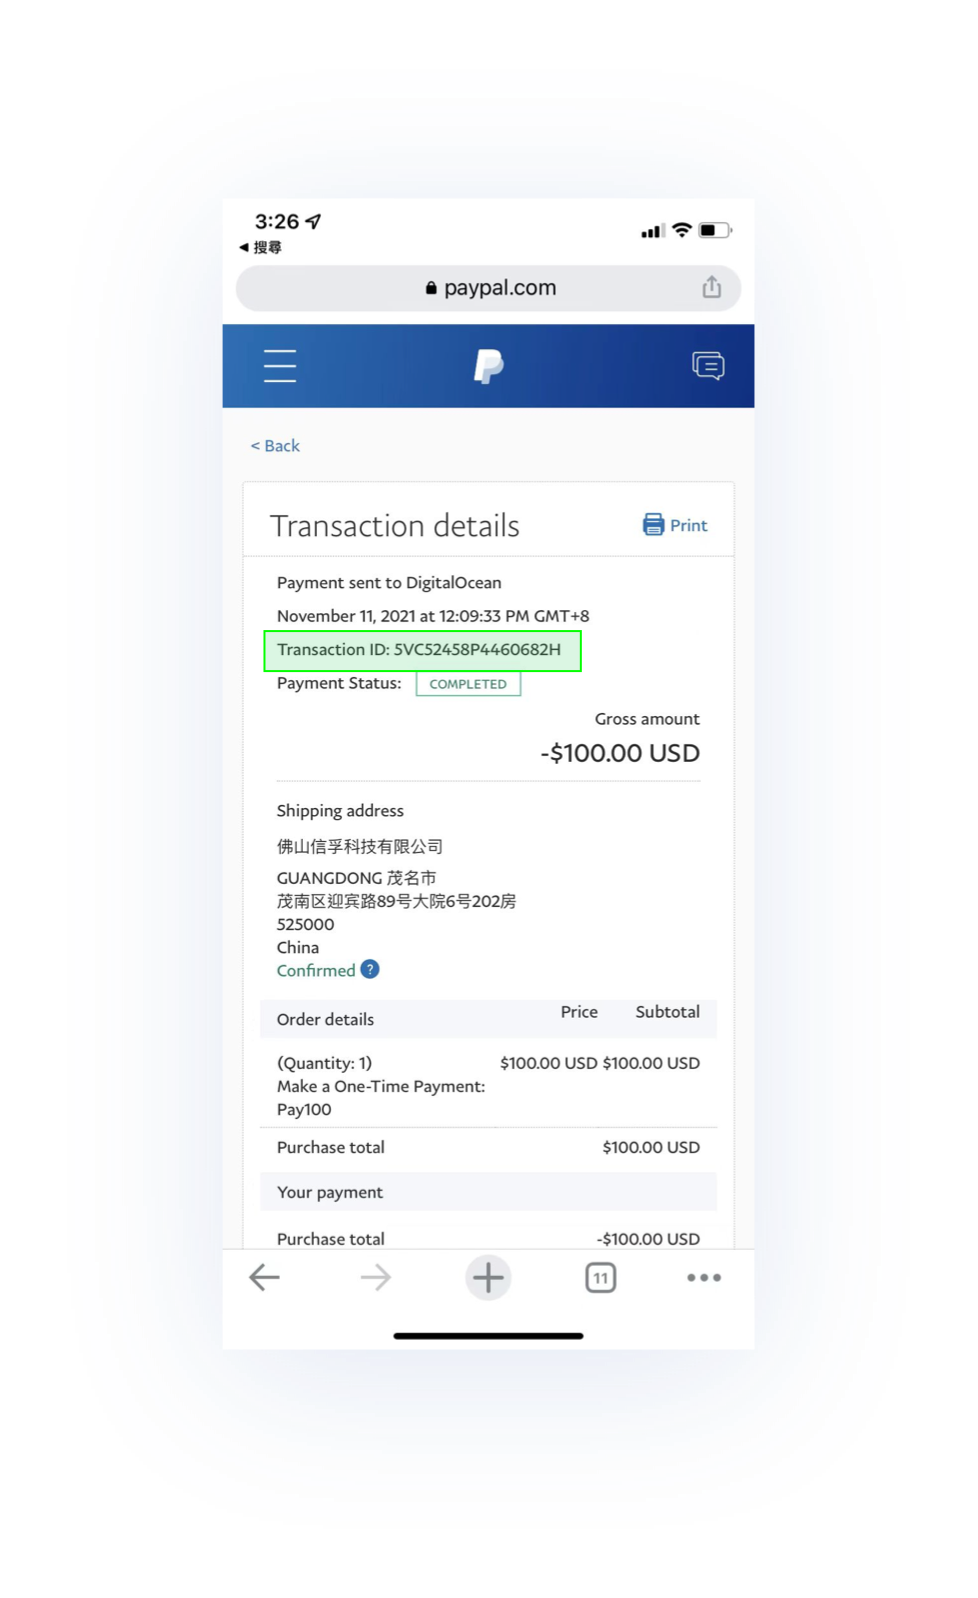 3:26
◀ 搜尋
paypal.com
< Back
Transaction details
Print
Payment sent to DigitalOcean
November 11, 2021 at 12:09:33 PM GMT+8
Transaction ID: 5VC52458P4460682H
Payment Status: COMPLETED
Gross amount
-$100.00 USD
Shipping address
佛山信孚科技有限公司
GUANGDONG 茂名市
茂南区迎宾路89号大院6号202房
525000
China
Confirmed ?
Order details Price Subtotal
(Quantity: 1) $100.00 USD $100.00 USD
Make a One-Time Payment:
Pay100
Purchase total $100.00 USD
Your payment
Purchase total -$100.00 USD
11